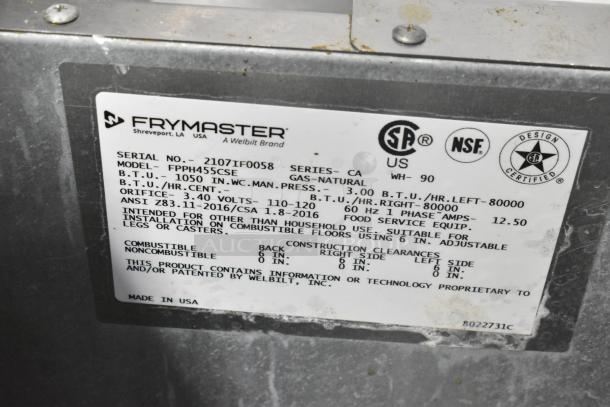 FRYMASTER
Shreveport, LA USA A Welbilt Brand
SA ® US
NSF.
DESIGN CERTIFIED
SERIAL NO.- 2107IF0058 SERIES- CA WH- 90
MODEL- FPPH455CSE GAS-NATURAL
B.T.U.- 1050 IN.WC.MAN.PRESS.- 3.00 B.T.U./HR.LEFT-80000
B.T.U./HR.CENT.- B.T.U./HR.RIGHT-80000
ORIFICE- 3.40 VOLTS- 110-120 60 HZ 1 PHASE AMPS- 12.50
ANSI Z83.11-2016/CSA 1.8-2016 FOOD SERVICE EQUIP.
INTENDED FOR OTHER THAN HOUSEHOLD USE. SUITABLE FOR
INSTALLATION ON COMBUSTIBLE FLOORS USING 6 IN. ADJUSTABLE
LEGS OR CASTERS.
CONSTRUCTION CLEARANCES
BACK RIGHT SIDE LEFT SIDE
COMBUSTIBLE 6 IN. 6 IN. 6 IN.
NONCOMBUSTIBLE 0 IN. 0 IN. 0 IN.
THIS PRODUCT CONTAINS INFORMATION OR TECHNOLOGY PROPRIETARY TO
AND/OR PATENTED BY WELBILT, INC.
MADE IN USA
8022731C